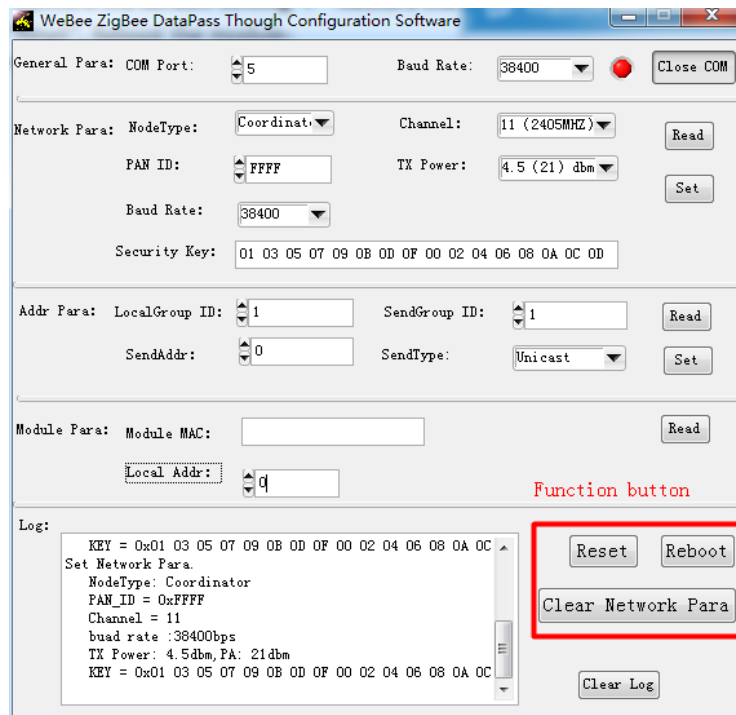 WeBee ZigBee DataPass Though Configuration Software
General Para: COM Port: 5 Baud Rate: 38400 Close COM
Network Para: NodeType: Coordinat Channel: 11 (2405MHZ) Read
PAN ID: FFFF TX Power: 4.5 (21) dbm
Set
Baud Rate: 38400
Security Key: 01 03 05 07 09 0B 0D 0F 00 02 04 06 08 0A 0C 0D
Addr Para: LocalGroup ID: 1 SendGroup ID: 1 Read
SendAddr: 0 SendType: Unicast Set
Module Para: Module MAC: Read
Local Addr: 0
Function button
Log:
KEY = 0x01 03 05 07 09 0B 0D 0F 00 02 04 06 08 0A 0C
Set Network Para.
NodeType: Coordinator
PAN_ID = 0xFFFF
Channel = 11
buad rate :38400bps
TX Power: 4.5dbm,PA: 21dbm
KEY = 0x01 03 05 07 09 0B 0D 0F 00 02 04 06 08 0A 0C
Reset Reboot
Clear Network Para
Clear Log